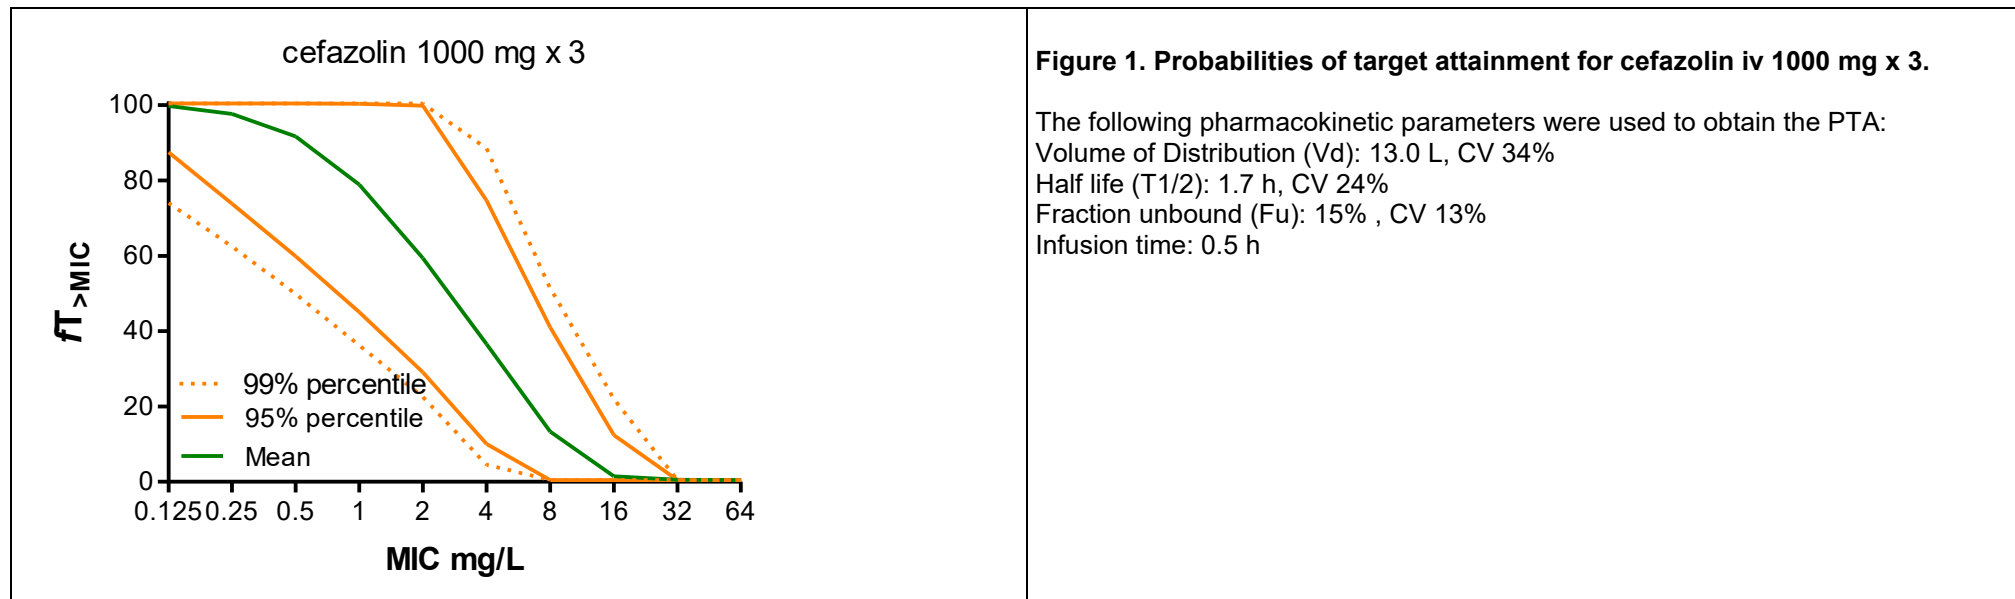 cefazolin 1000 mg x 3
100
80
60
40
20
0
fT>MIC
99% percentile
95% percentile
Mean
0.125 0.25 0.5 1 2 4 8 16 32 64
MIC mg/L
Figure 1. Probabilities of target attainment for cefazolin iv 1000 mg x 3.
The following pharmacokinetic parameters were used to obtain the PTA:
Volume of Distribution (Vd): 13.0 L, CV 34%
Half life (T1/2): 1.7 h, CV 24%
Fraction unbound (Fu): 15% , CV 13%
Infusion time: 0.5 h